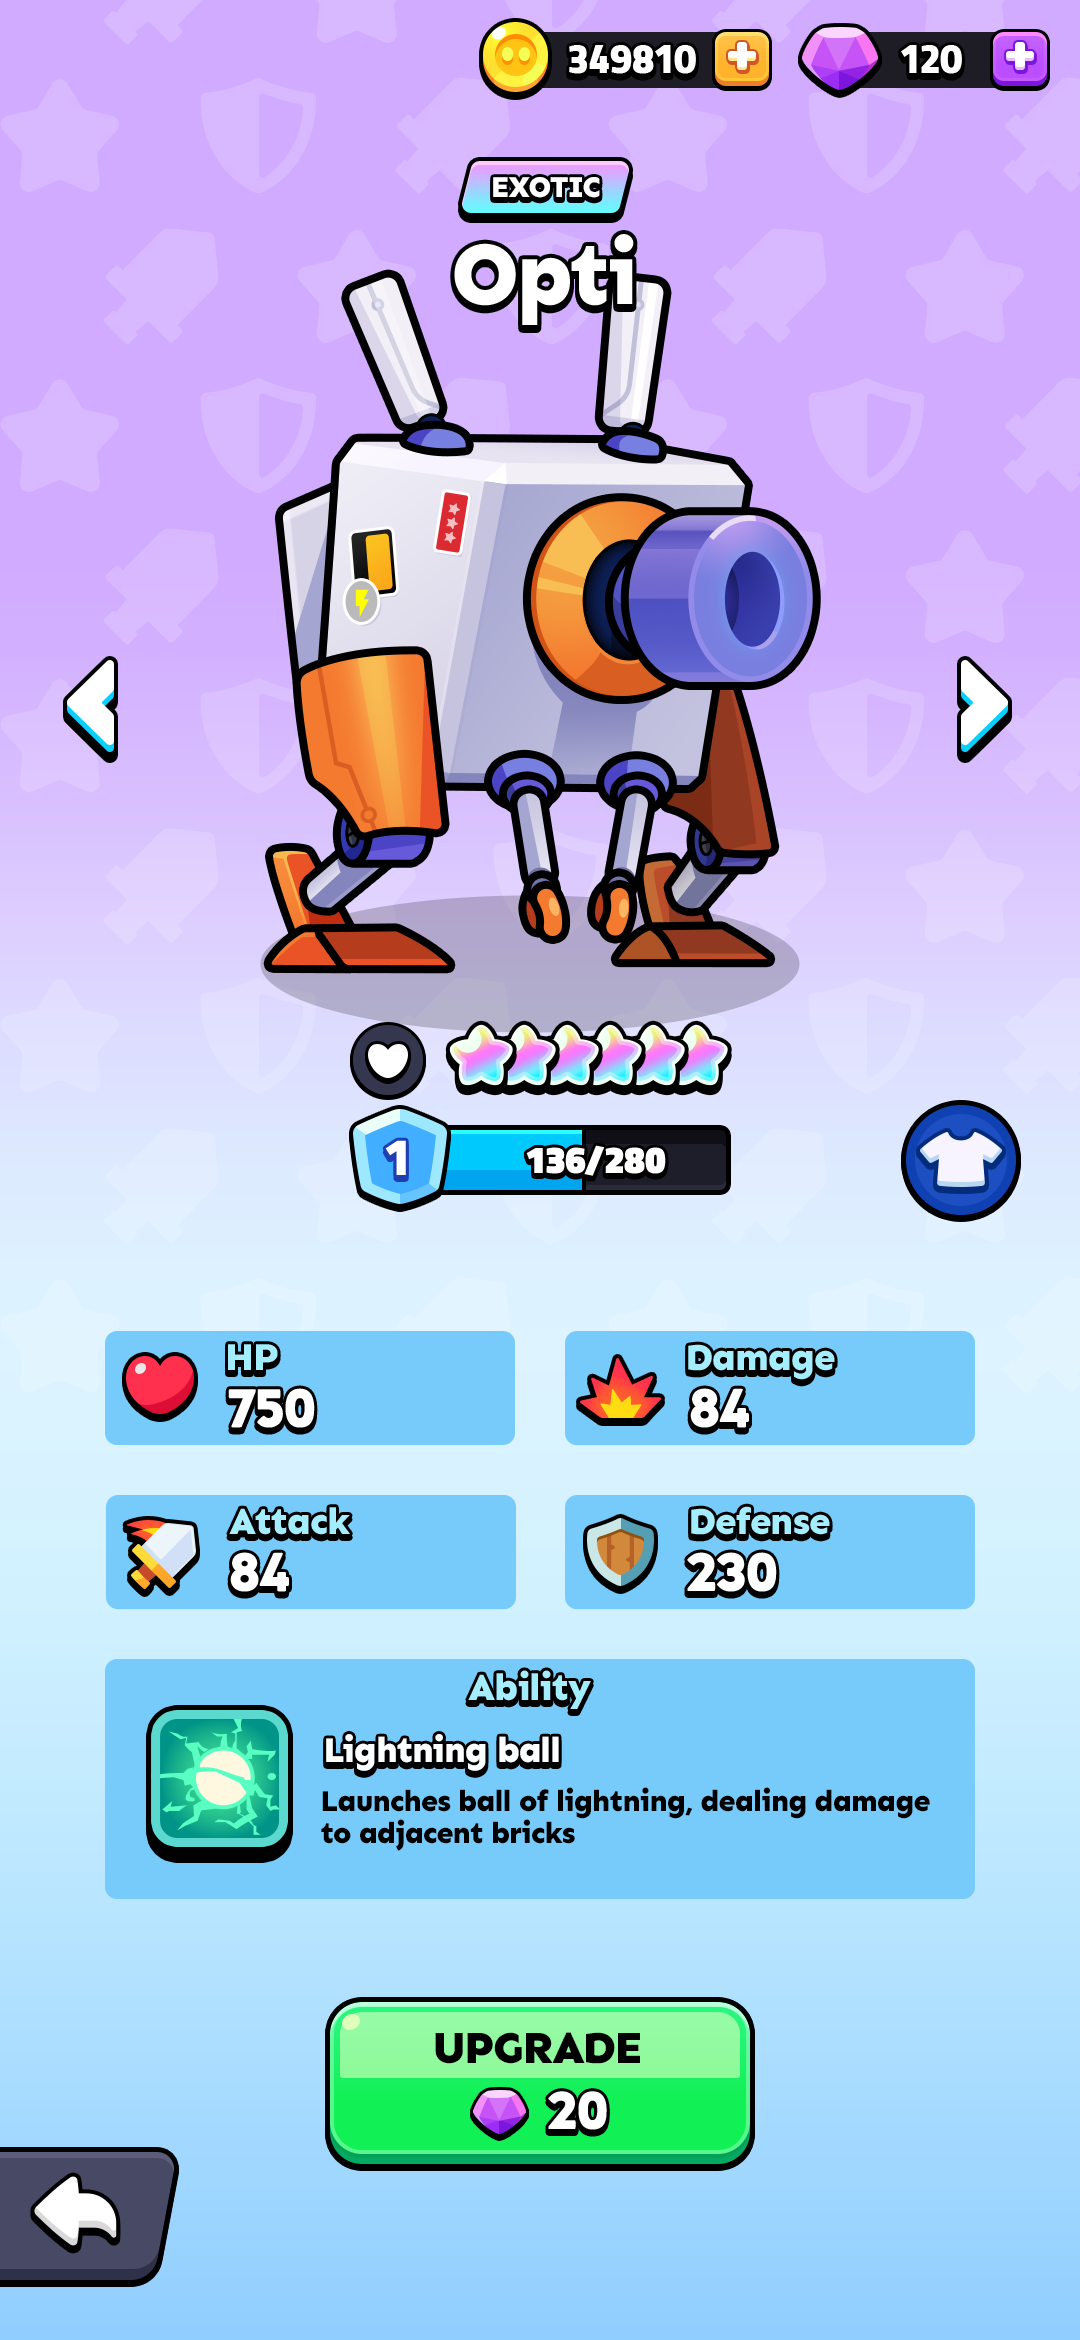 349810
120
EXOTIC
Opti
1
136/280
HP
750
Damage
84
Attack
84
Defense
230
Ability
Lightning ball
Launches ball of lightning, dealing damage
to adjacent bricks
UPGRADE
20